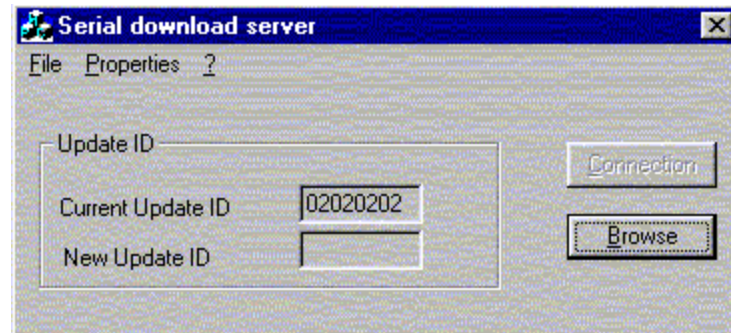 Serial download server
File Properties ?
Update ID
Connection
Current Update ID 02020202
Browse
New Update ID